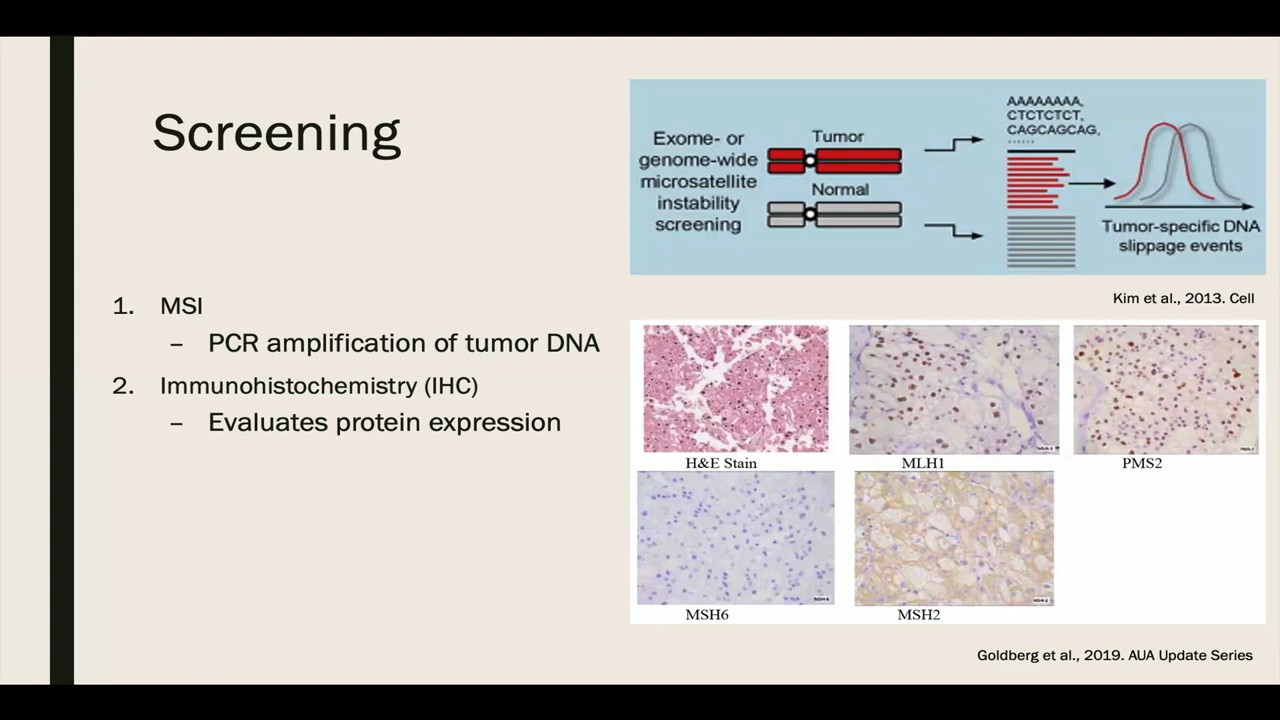 Screening
1. MSI
– PCR amplification of tumor DNA
2. Immunohistochemistry (IHC)
– Evaluates protein expression
Exome- or
genome-wide
microsatellite
instability
screening
Tumor
Normal
AAAAAAAA,
CTCTCTCT,
CAGCAGCAG,
......
Tumor-specific DNA
slippage events
Kim et al., 2013. Cell
H&E Stain
MLH1
PMS2
MSH6
MSH2
Goldberg et al., 2019. AUA Update Series